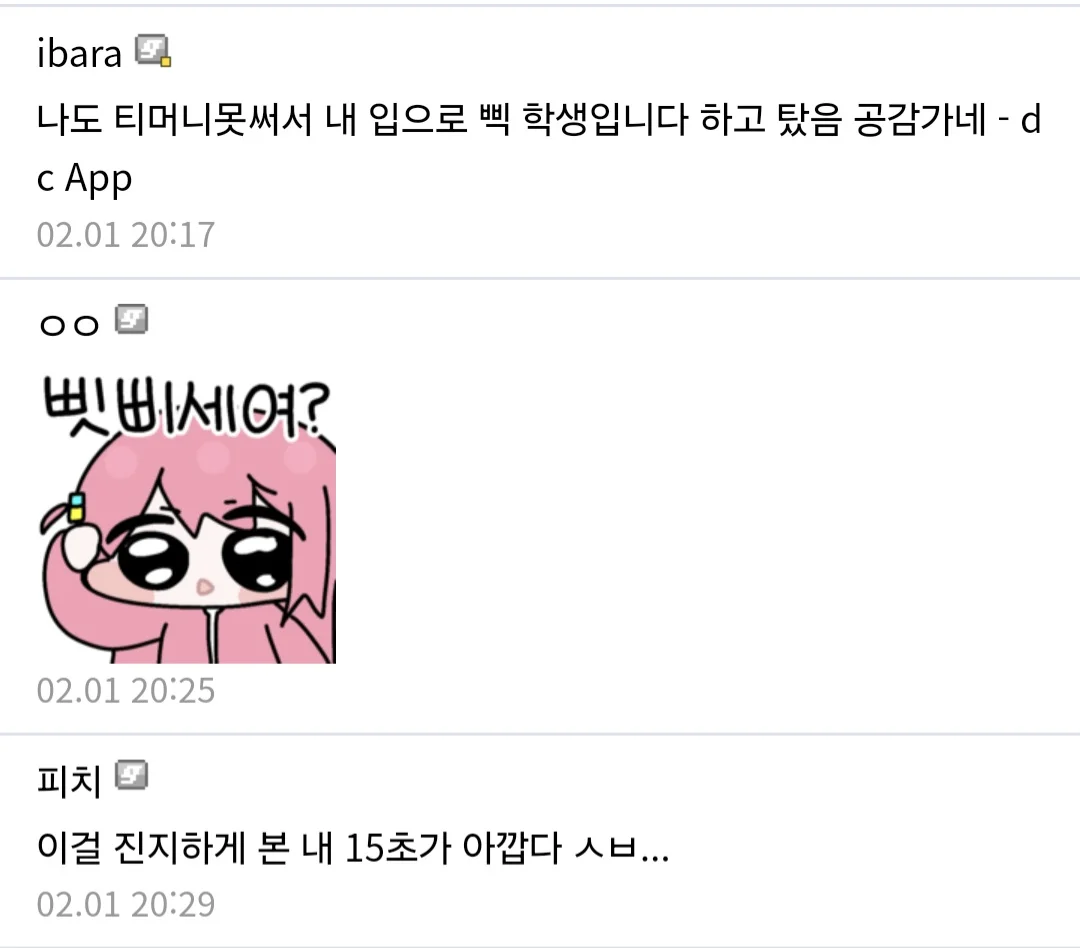 ibara
나도 티머니못써서 내 입으로 삑 학생입니다 하고 탔음 공감가네 - d
c App
02.01 20:17
ㅇㅇ
삣삐세여?
02.01 20:25
피치
이걸 진지하게 본 내 15초가 아깝다 ㅅㅂ...
02.01 20:29